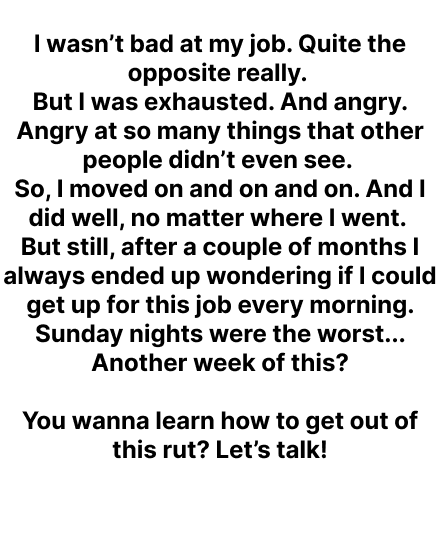 I wasn’t bad at my job. Quite the
opposite really.
But I was exhausted. And angry.
Angry at so many things that other
people didn’t even see.
So, I moved on and on and on. And I
did well, no matter where I went.
But still, after a couple of months I
always ended up wondering if I could
get up for this job every morning.
Sunday nights were the worst...
Another week of this?
You wanna learn how to get out of
this rut? Let’s talk!